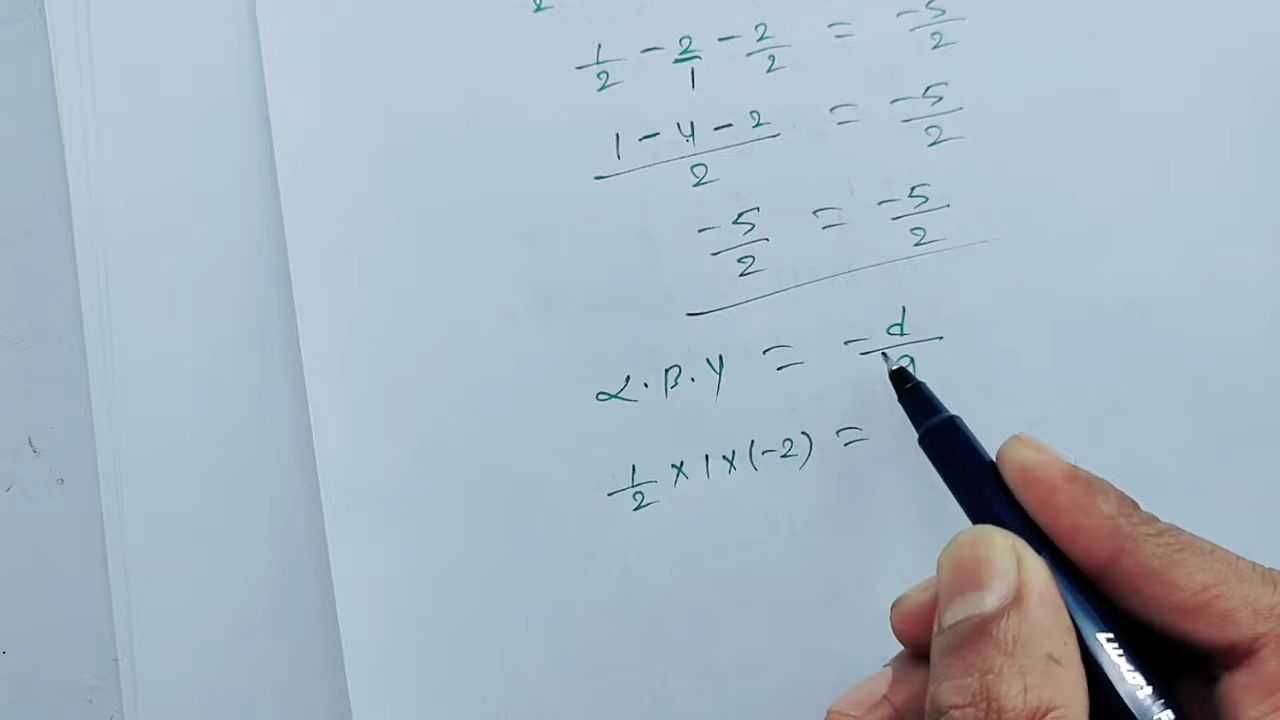 1/2 - 2/1 - 2/2 = -5/2
1 - 4 - 2 / 2 = -5/2
-5/2 = -5/2
α . β . γ = -d/a
1/2 × 1 × (-2) =
LUXOR